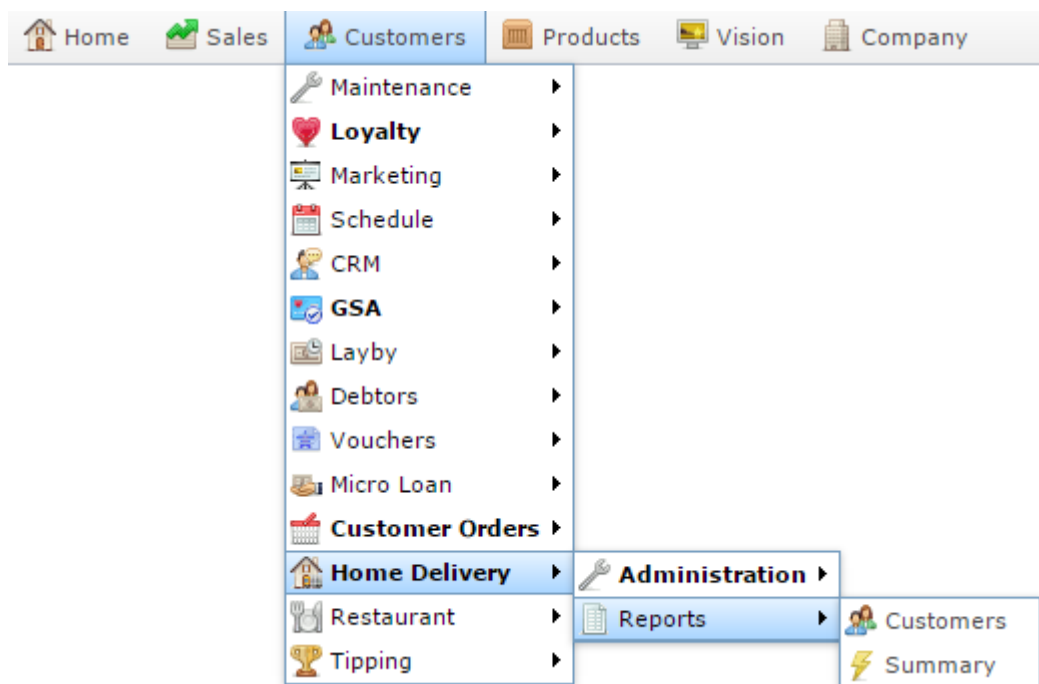 Home Sales Customers Products Vision Company
Maintenance
Loyalty
Marketing
Schedule
CRM
GSA
Layby
Debtors
Vouchers
Micro Loan
Customer Orders
Home Delivery Administration
Restaurant Reports Customers
Tipping Summary